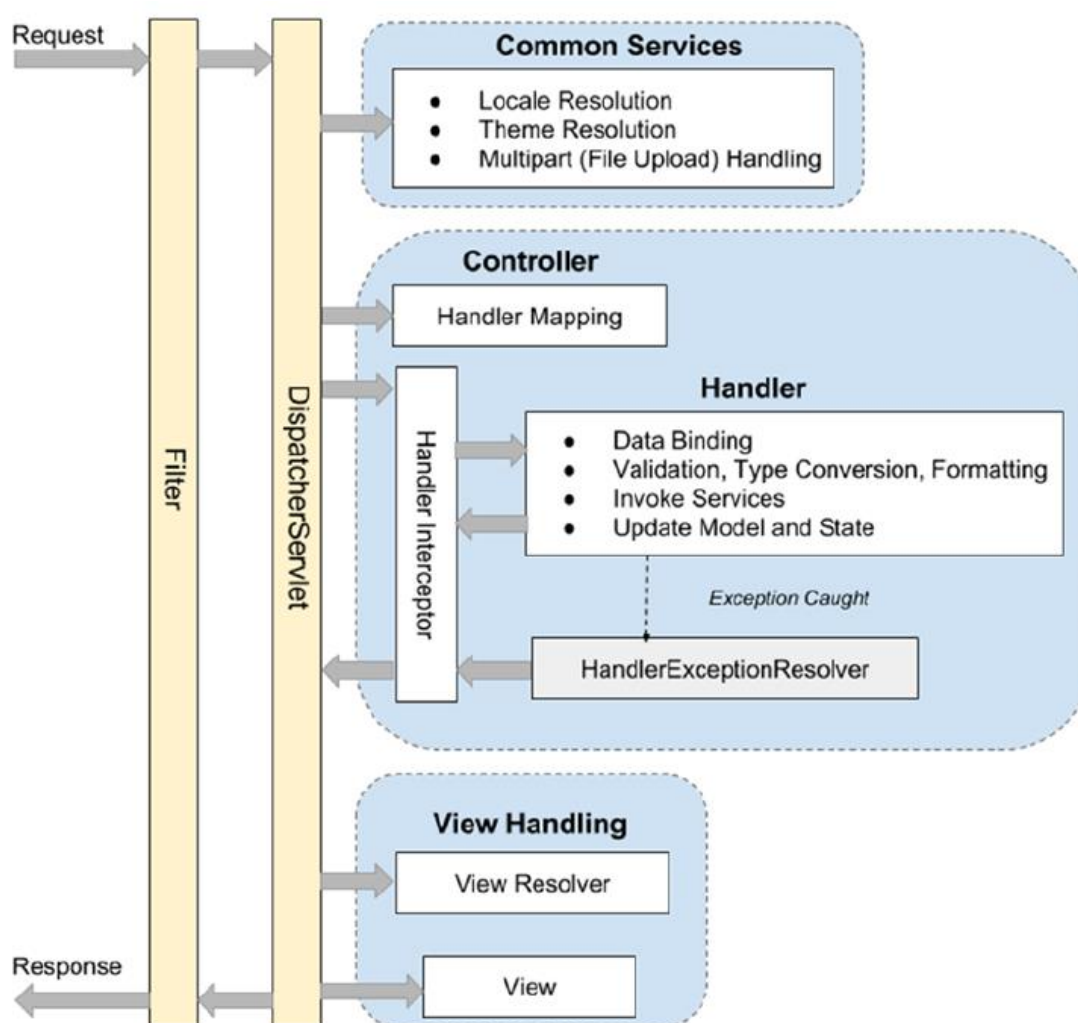 Request
Filter
DispatcherServlet
Common Services
● Locale Resolution
● Theme Resolution
● Multipart (File Upload) Handling
Controller
Handler Mapping
Handler Interceptor
Handler
● Data Binding
● Validation, Type Conversion, Formatting
● Invoke Services
● Update Model and State
Exception Caught
HandlerExceptionResolver
View Handling
View Resolver
View
Response